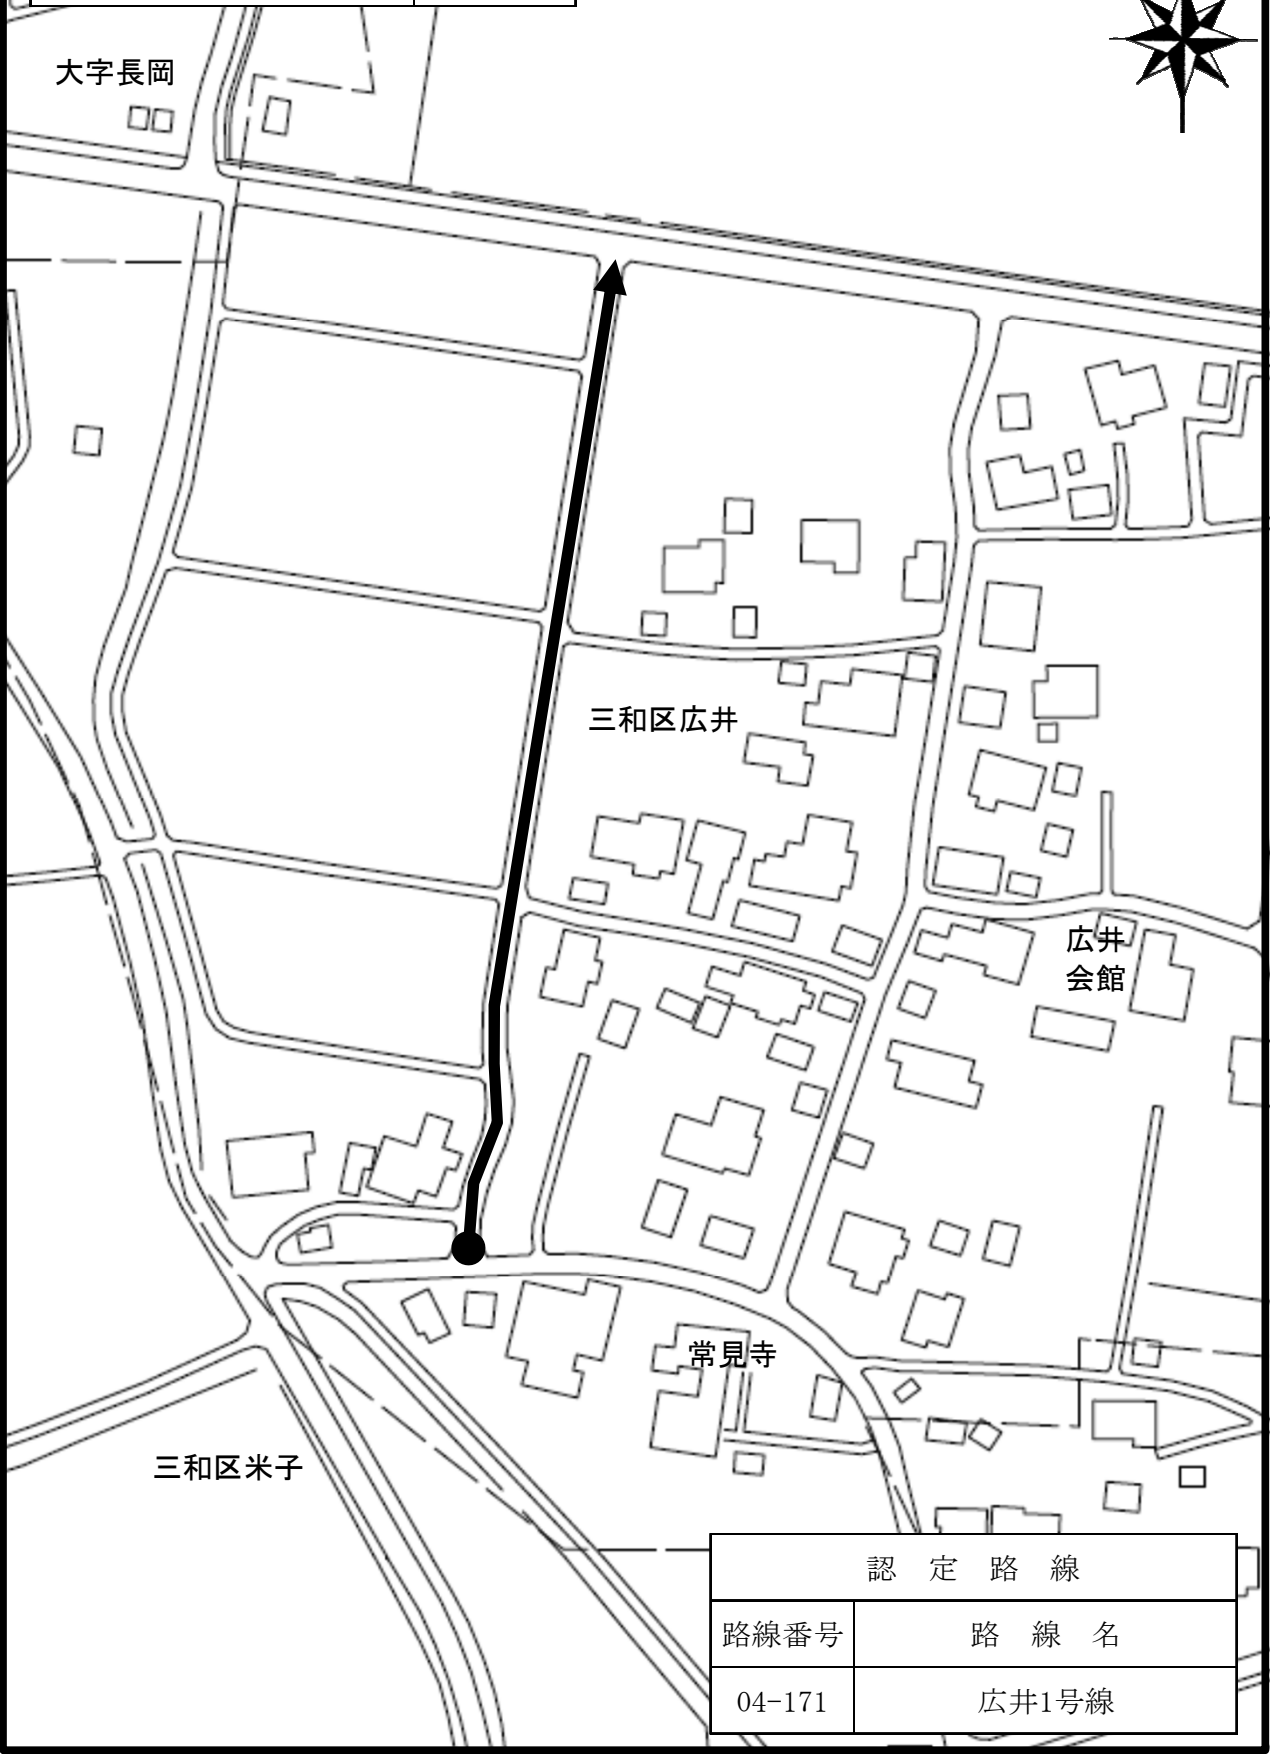 大字長岡
三和区広井
広井
会館
常見寺
三和区米子
認定路線
路線番号 路線名
04-171 広井1号線